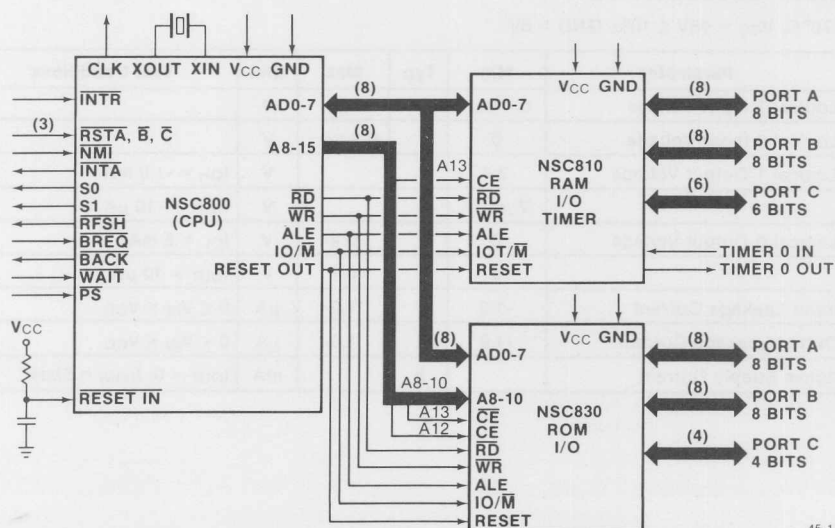 CLK XOUT XIN VCC GND
INTR
(3)
RSTA, B, C
NMI
INTA
S0
S1
RFSH
BREQ
BACK
WAIT
PS
VCC
RESET IN
NSC800
(CPU)
AD0-7
A8-15
RD
WR
ALE
IO/M
RESET OUT
(8)
(8)
(8)
A13
A8-10
A13
A12
VCC GND
AD0-7
NSC810
RAM
I/O
TIMER
CE
RD
WR
ALE
IOT/M
RESET
(8)
PORT A
8 BITS
(8)
PORT B
8 BITS
(6)
PORT C
6 BITS
TIMER 0 IN
TIMER 0 OUT
VCC GND
AD0-7
A8-10
NSC830
ROM
I/O
CE
CE
RD
WR
ALE
IO/M
RESET
(8)
PORT A
8 BITS
(8)
PORT B
8 BITS
(4)
PORT C
4 BITS